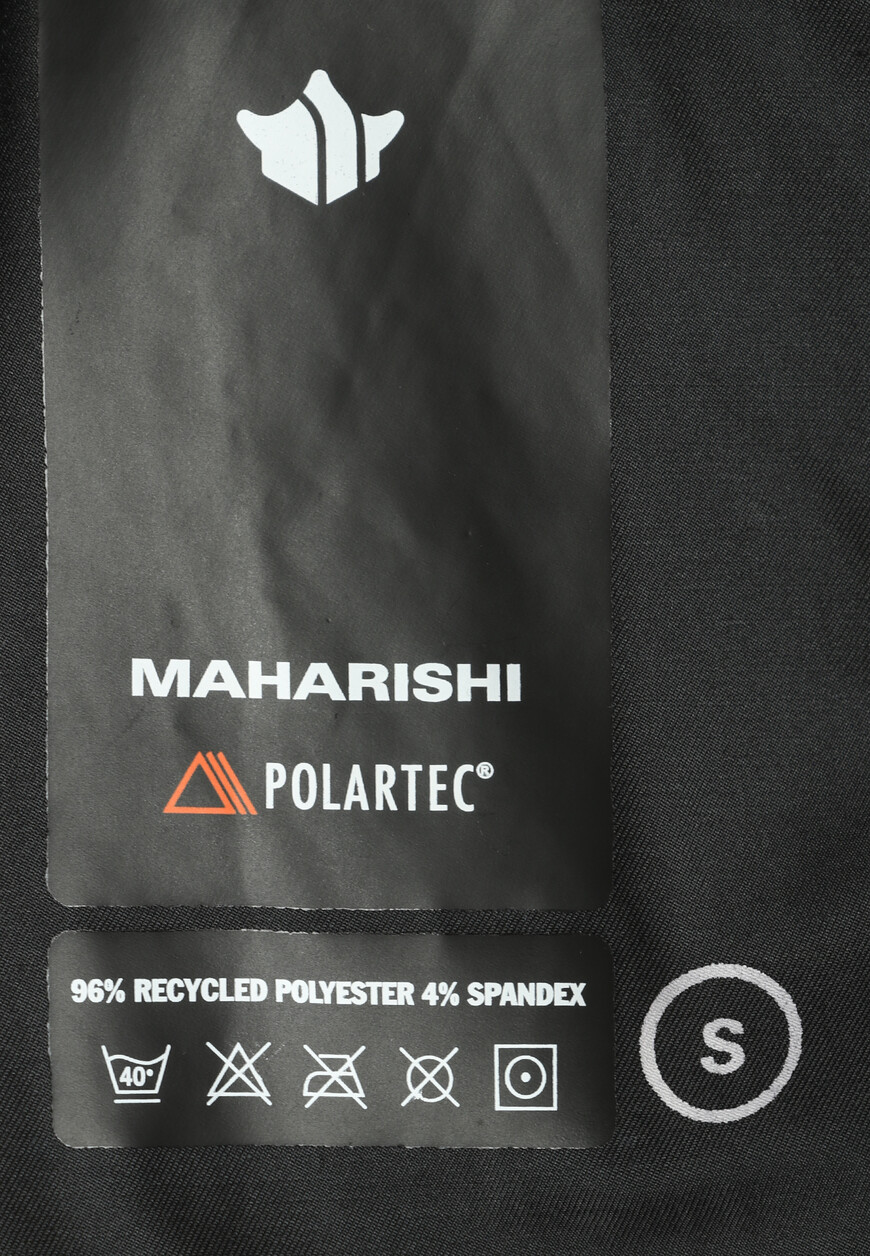 MAHARISHI
POLARTEC®
96% RECYCLED POLYESTER 4% SPANDEX
40°
S